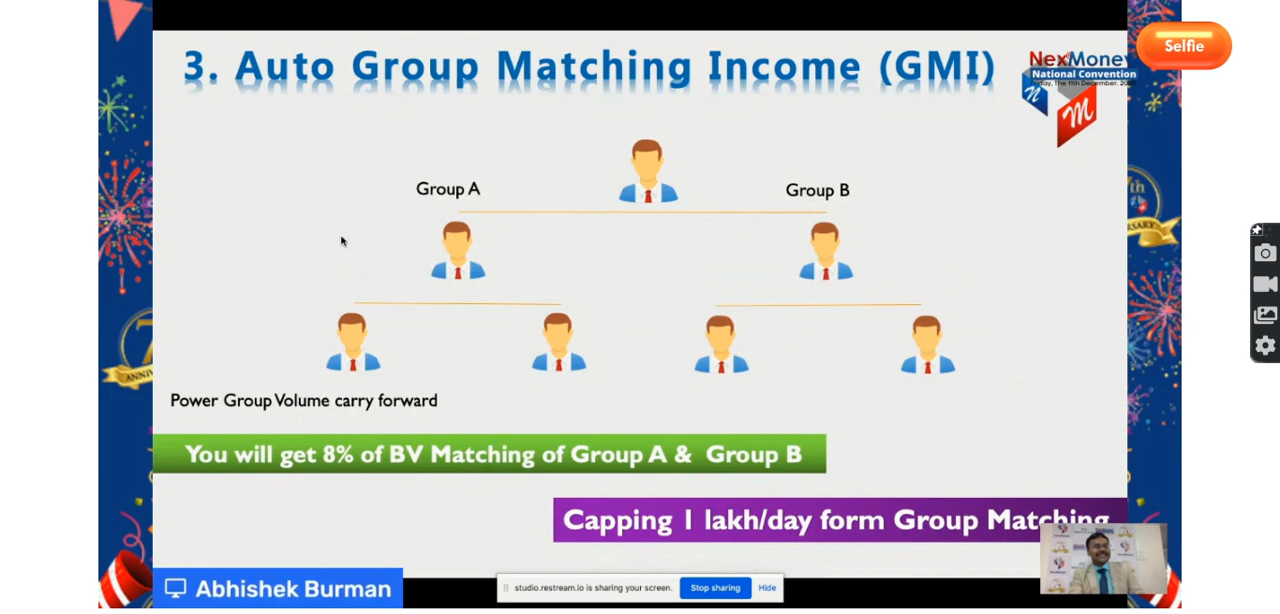 3. Auto Group Matching Income (GMI)
Selfie
NexMoney
National Convention
Group A
Group B
Power Group Volume carry forward
You will get 8% of BV Matching of Group A & Group B
Capping 1 lakh/day form Group Matching
Abhishek Burman
studio.restream.io is sharing your screen.
Stop sharing
Hide